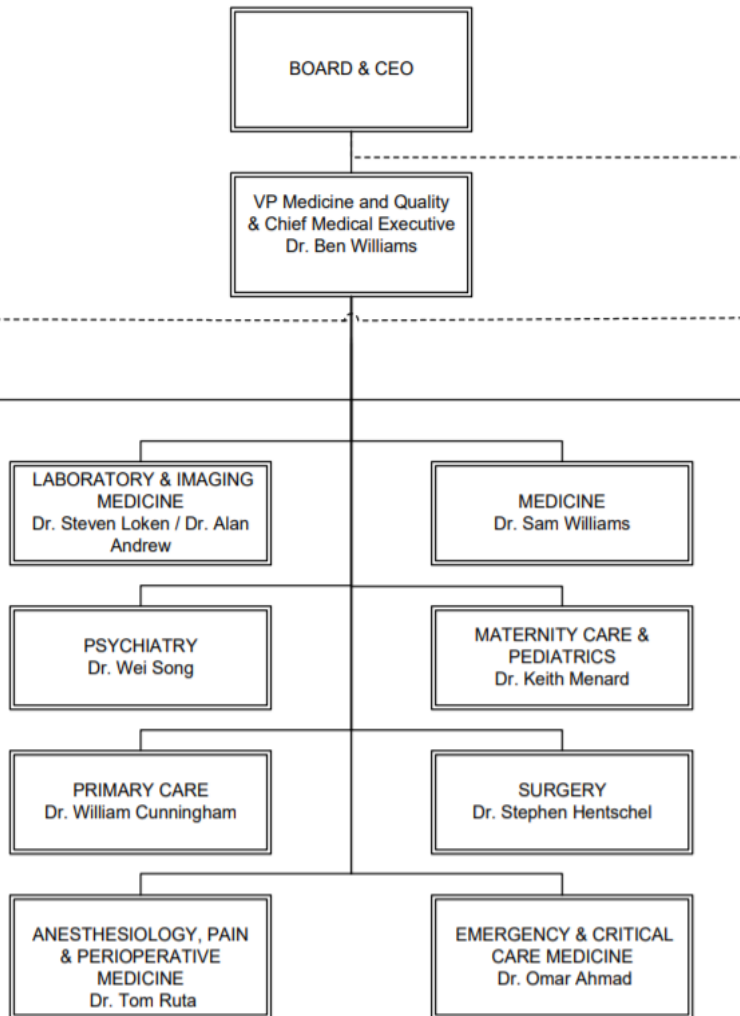 BOARD & CEO
VP Medicine and Quality
& Chief Medical Executive
Dr. Ben Williams
LABORATORY & IMAGING
MEDICINE
Dr. Steven Loken / Dr. Alan
Andrew
MEDICINE
Dr. Sam Williams
PSYCHIATRY
Dr. Wei Song
MATERNITY CARE &
PEDIATRICS
Dr. Keith Menard
PRIMARY CARE
Dr. William Cunningham
SURGERY
Dr. Stephen Hentschel
ANESTHESIOLOGY, PAIN
& PERIOPERATIVE
MEDICINE
Dr. Tom Ruta
EMERGENCY & CRITICAL
CARE MEDICINE
Dr. Omar Ahmad